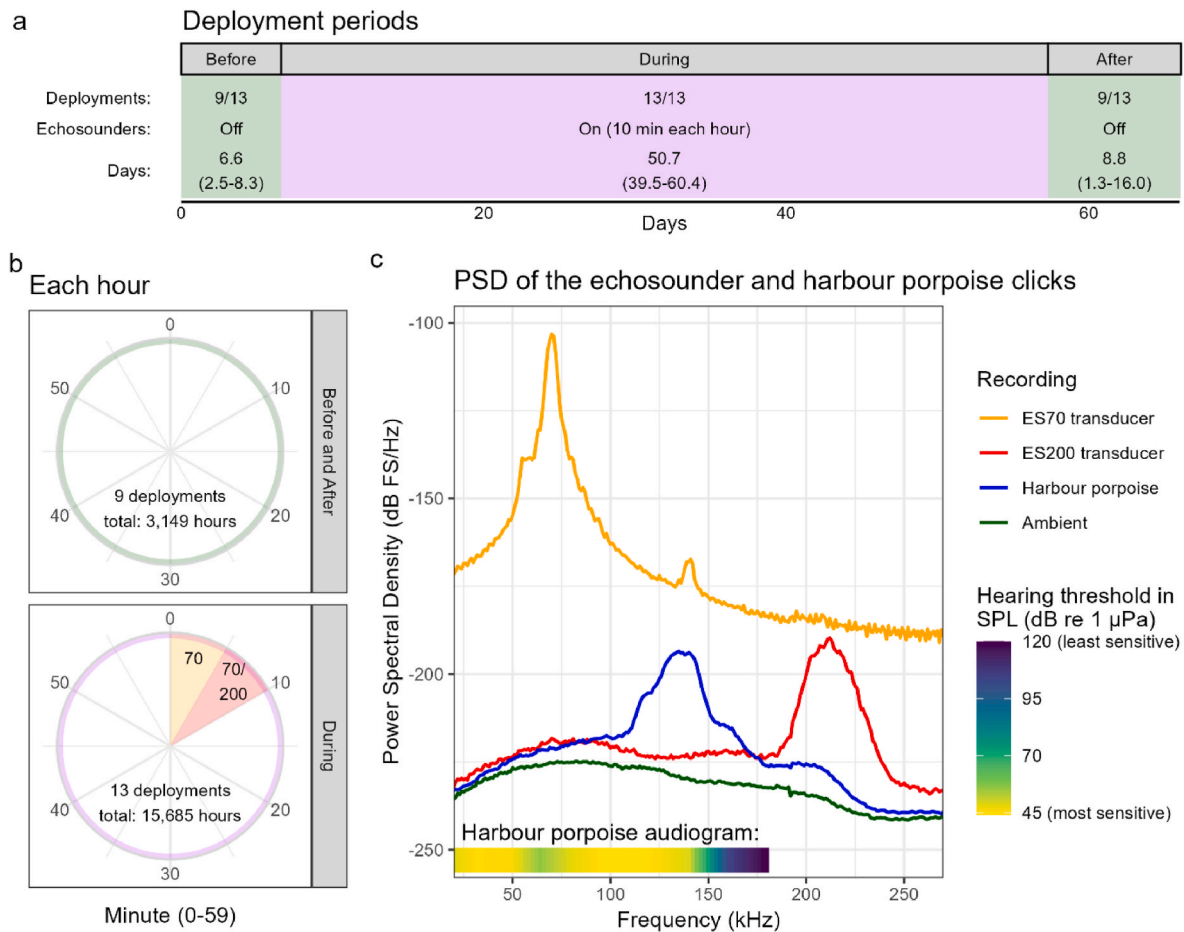 a
Deployment periods
Before During After
Deployments: 9/13 13/13 9/13
Echosounders: Off On (10 min each hour) Off
Days: 6.6 50.7 8.8
(2.5-8.3) (39.5-60.4) (1.3-16.0)
0 20 40 60
Days
b
Each hour
0
10
20
30
40
50
9 deployments
total: 3,149 hours
Before and After
0
10
20
30
40
50
70
70/
200
13 deployments
total: 15,685 hours
During
Minute (0-59)
c
PSD of the echosounder and harbour porpoise clicks
Power Spectral Density (dB FS/Hz)
-100
-150
-200
-250
Harbour porpoise audiogram:
50 100 150 200 250
Frequency (kHz)
Recording
ES70 transducer
ES200 transducer
Harbour porpoise
Ambient
Hearing threshold in
SPL (dB re 1 µPa)
120 (least sensitive)
95
70
45 (most sensitive)